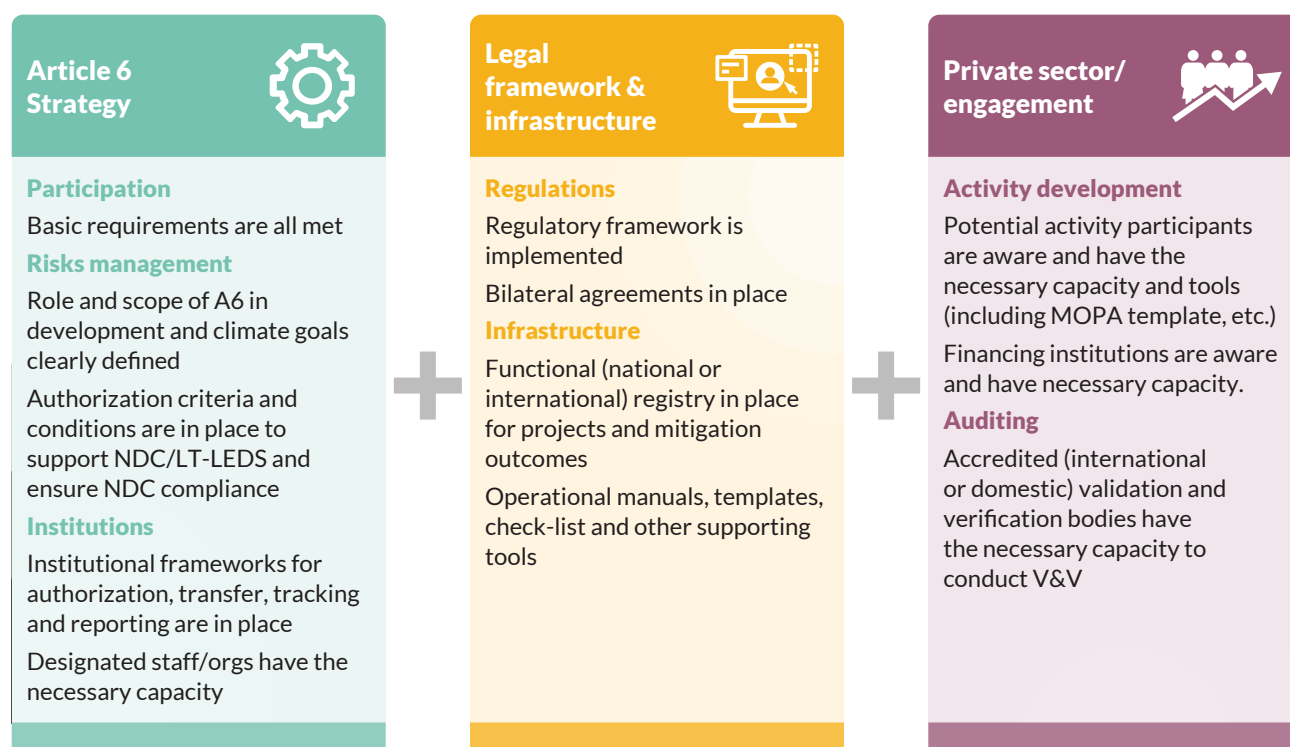 Article 6
Strategy
Participation
Basic requirements are all met
Risks management
Role and scope of A6 in
development and climate goals
clearly defined
Authorization criteria and
conditions are in place to
support NDC/LT-LEDS and
ensure NDC compliance
Institutions
Institutional frameworks for
authorization, transfer, tracking
and reporting are in place
Designated staff/orgs have the
necessary capacity
Legal
framework &
infrastructure
Regulations
Regulatory framework is
implemented
Bilateral agreements in place
Infrastructure
Functional (national or
international) registry in place
for projects and mitigation
outcomes
Operational manuals, templates,
check-list and other supporting
tools
Private sector/
engagement
Activity development
Potential activity participants
are aware and have the
necessary capacity and tools
(including MOPA template, etc.)
Financing institutions are aware
and have necessary capacity.
Auditing
Accredited (international
or domestic) validation and
verification bodies have
the necessary capacity to
conduct V&V